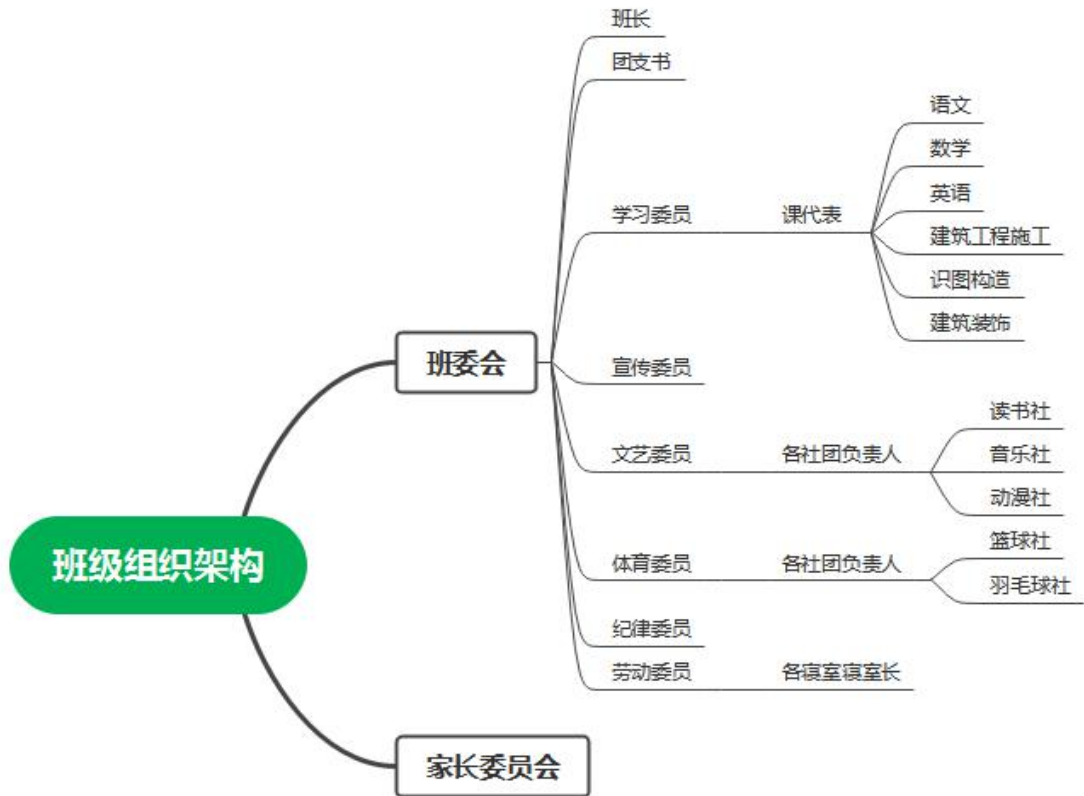 班级组织架构
班委会
班长
团支书
学习委员
课代表
语文
数学
英语
建筑工程施工
识图构造
建筑装饰
宣传委员
文艺委员
各社团负责人
读书社
音乐社
动漫社
体育委员
各社团负责人
篮球社
羽毛球社
纪律委员
劳动委员
各寝室寝室长
家长委员会